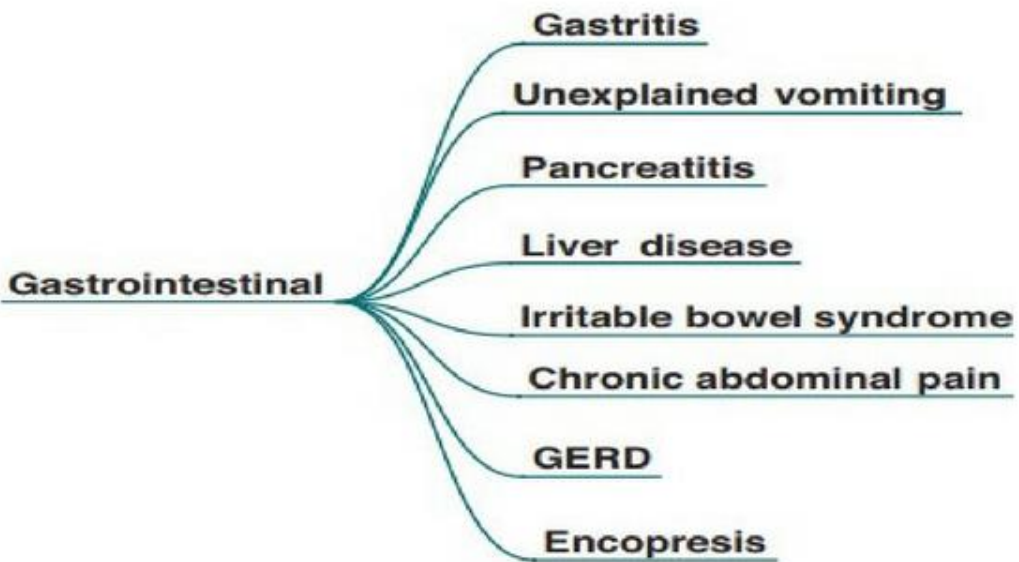 Gastritis
Unexplained vomiting
Pancreatitis
Liver disease
Gastrointestinal
Irritable bowel syndrome
Chronic abdominal pain
GERD
Encopresis